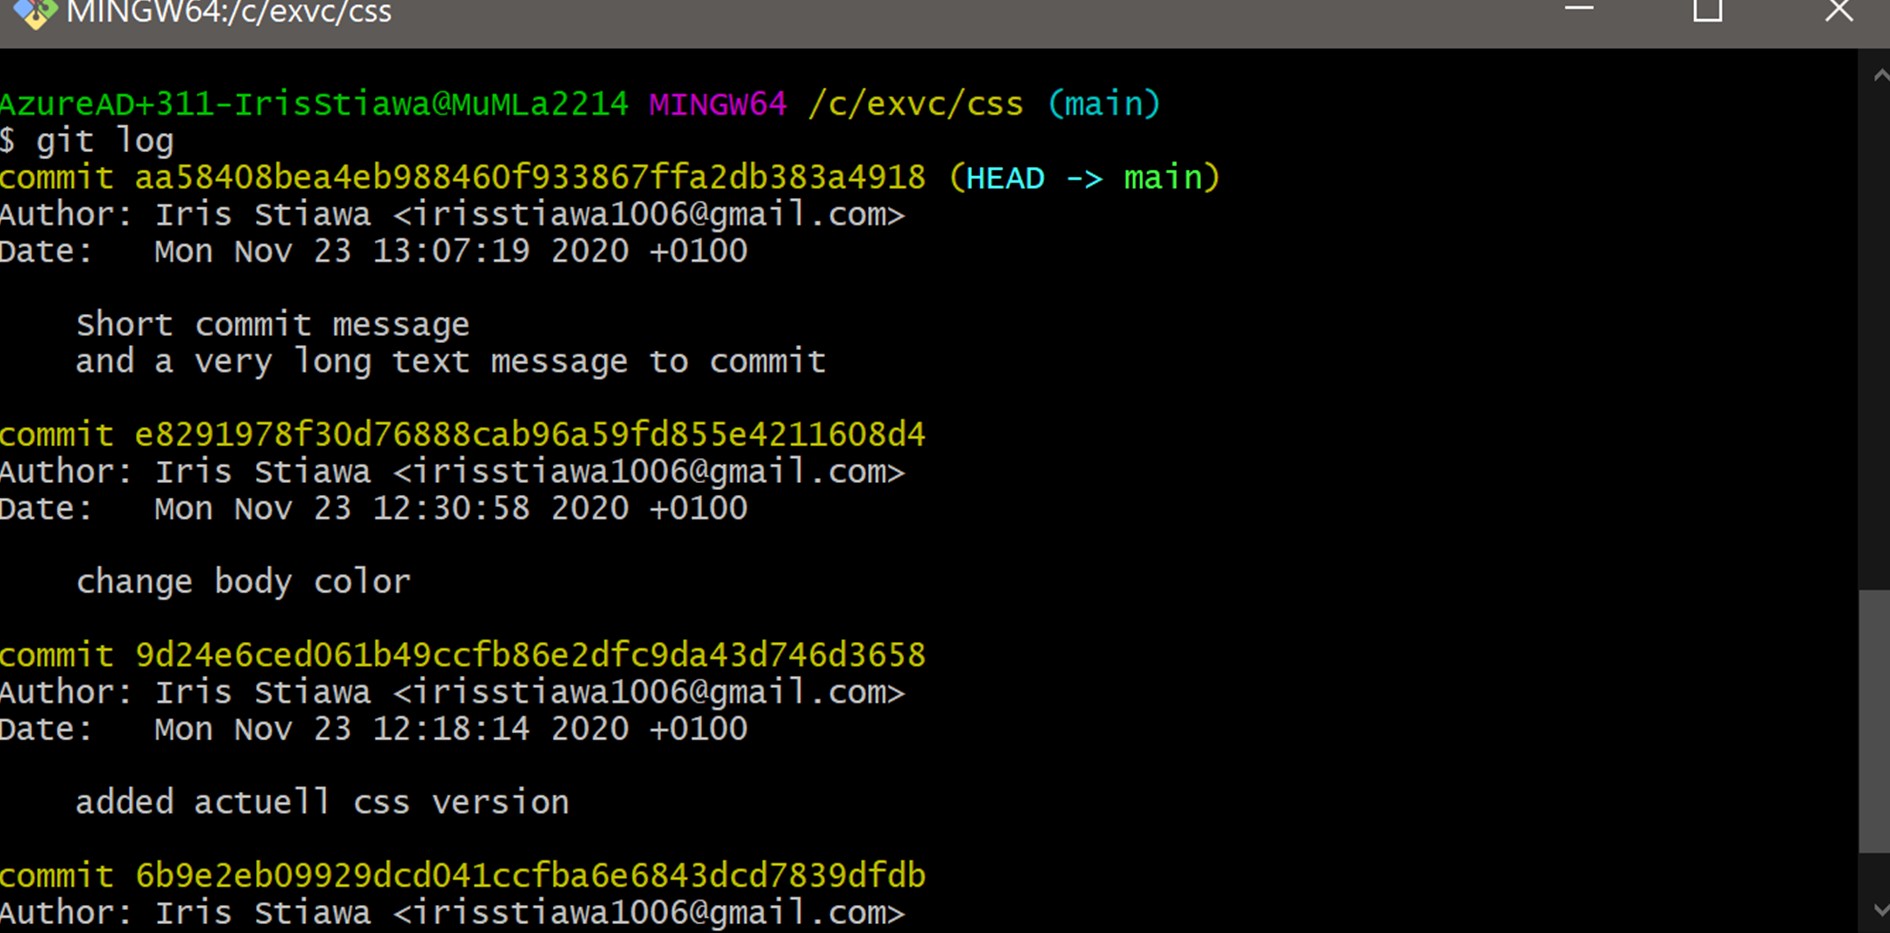 MINGW64:/c/exvc/css
AzureAD+311-IrisStiawa@MuMLa2214 MINGW64 /c/exvc/css (main)
$ git log
commit aa58408bea4eb988460f933867ffa2db383a4918 (HEAD -> main)
Author: Iris Stiawa <irisstiawa1006@gmail.com>
Date:   Mon Nov 23 13:07:19 2020 +0100
    Short commit message
    and a very long text message to commit
commit e8291978f30d76888cab96a59fd855e4211608d4
Author: Iris Stiawa <irisstiawa1006@gmail.com>
Date:   Mon Nov 23 12:30:58 2020 +0100
    change body color
commit 9d24e6ced061b49ccfb86e2dfc9da43d746d3658
Author: Iris Stiawa <irisstiawa1006@gmail.com>
Date:   Mon Nov 23 12:18:14 2020 +0100
    added actuell css version
commit 6b9e2eb09929dcd041ccfba6e6843dcd7839dfdb
Author: Iris Stiawa <irisstiawa1006@gmail.com>